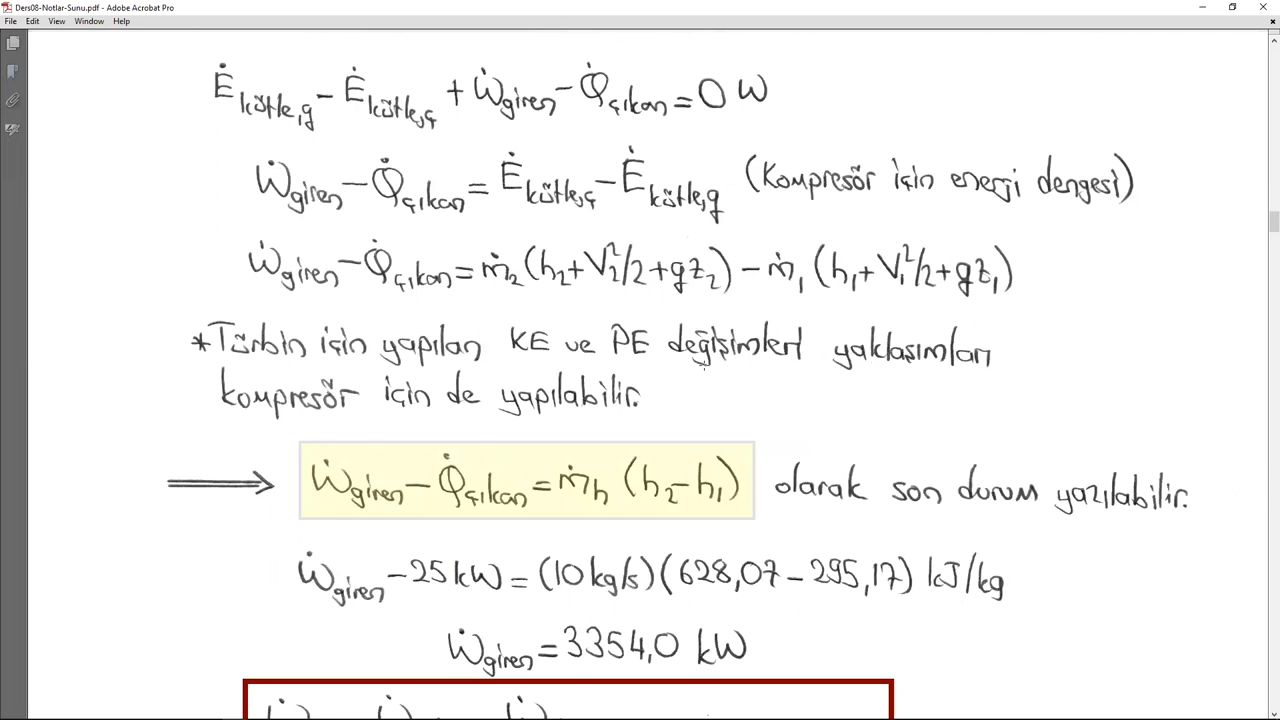 Ders08-Notlar-Sunu.pdf - Adobe Acrobat Pro
File Edit View Window Help
Ė_kütle,g − Ė_kütle,ç + Ẇ_giren − Q̇_çıkan = 0 W
Ẇ_giren − Q̇_çıkan = Ė_kütle,ç − Ė_kütle,g (Kompresör için enerji dengesi)
Ẇ_giren − Q̇_çıkan = ṁ₂ (h₂ + V₂²/2 + gz₂) − ṁ₁ (h₁ + V₁²/2 + gz₁)
* Türbin için yapılan KE ve PE değişimleri yaklaşımları
kompresör için de yapılabilir.
⟹ Ẇ_giren − Q̇_çıkan = ṁ_h (h₂ − h₁) olarak son durum yazılabilir.
Ẇ_giren − 25 kW = (10 kg/s) (628,07 − 295,17) kJ/kg
Ẇ_giren = 3354,0 kW